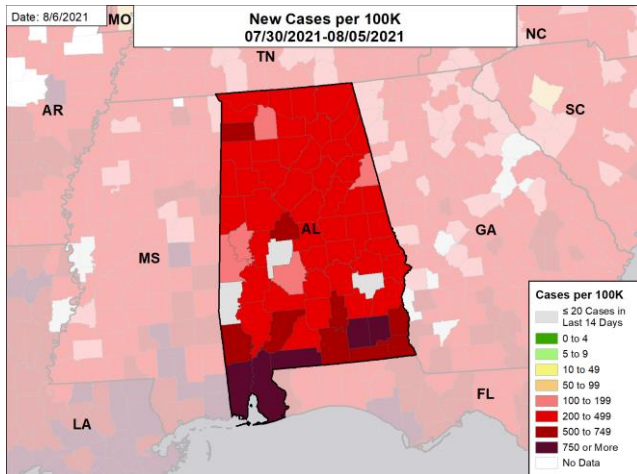 Date: 8/6/2021
New Cases per 100K
07/30/2021-08/05/2021
MO
TN
NC
AR
SC
MS
AL
GA
LA
FL
Cases per 100K
≤ 20 Cases in
Last 14 Days
0 to 4
5 to 9
10 to 49
50 to 99
100 to 199
200 to 499
500 to 749
750 or More
No Data